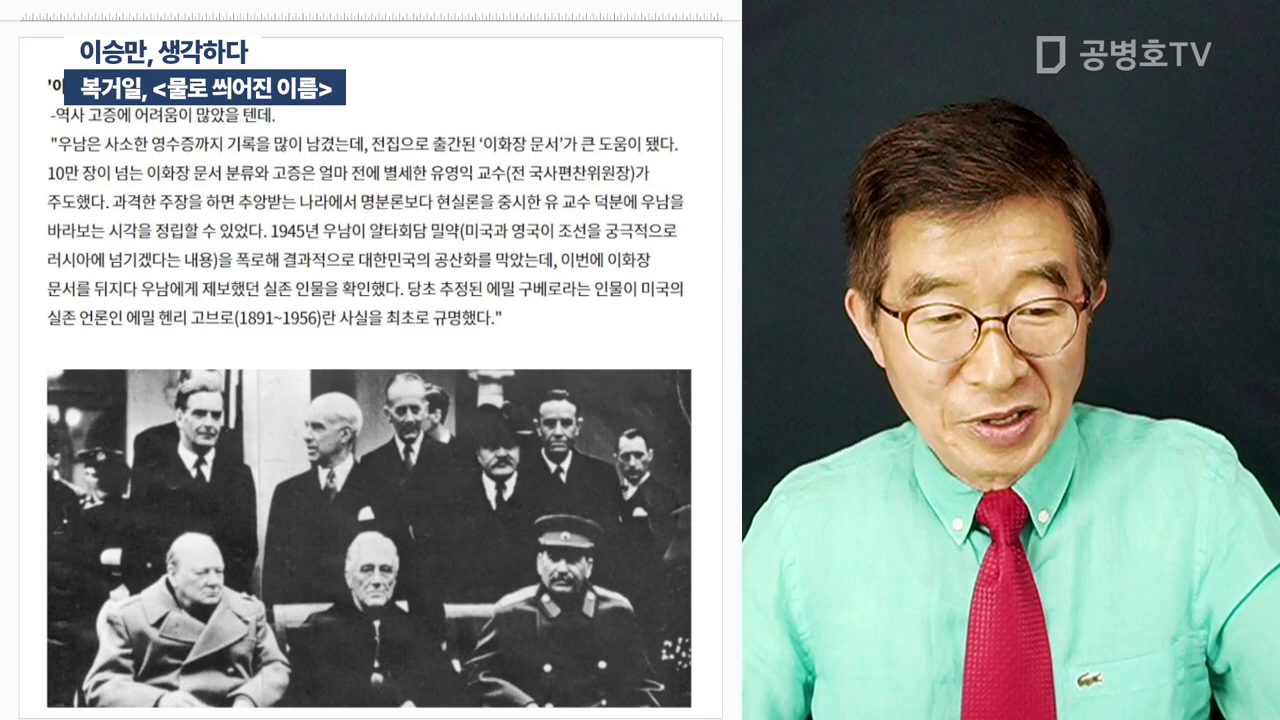 이승만, 생각하다
복거일, <물로 씌어진 이름>
-역사 고증에 어려움이 많았을 텐데.
"우남은 사소한 영수증까지 기록을 많이 남겼는데, 전집으로 출간된 ‘이화장 문서’가 큰 도움이 됐다.
10만 장이 넘는 이화장 문서 분류와 고증은 얼마 전에 별세한 유영익 교수(전 국사편찬위원장)가
주도했다. 과격한 주장을 하면 추앙받는 나라에서 명분론보다 현실론을 중시한 유 교수 덕분에 우남을
바라보는 시각을 정립할 수 있었다. 1945년 우남이 얄타회담 밀약(미국과 영국이 조선을 궁극적으로
러시아에 넘기겠다는 내용)을 폭로해 결과적으로 대한민국의 공산화를 막았는데, 이번에 이화장
문서를 뒤지다 우남에게 제보했던 실존 인물을 확인했다. 당초 추정된 에밀 구베로라는 인물이 미국의
실존 언론인 에밀 헨리 고브로(1891~1956)란 사실을 최초로 규명했다."
공병호TV